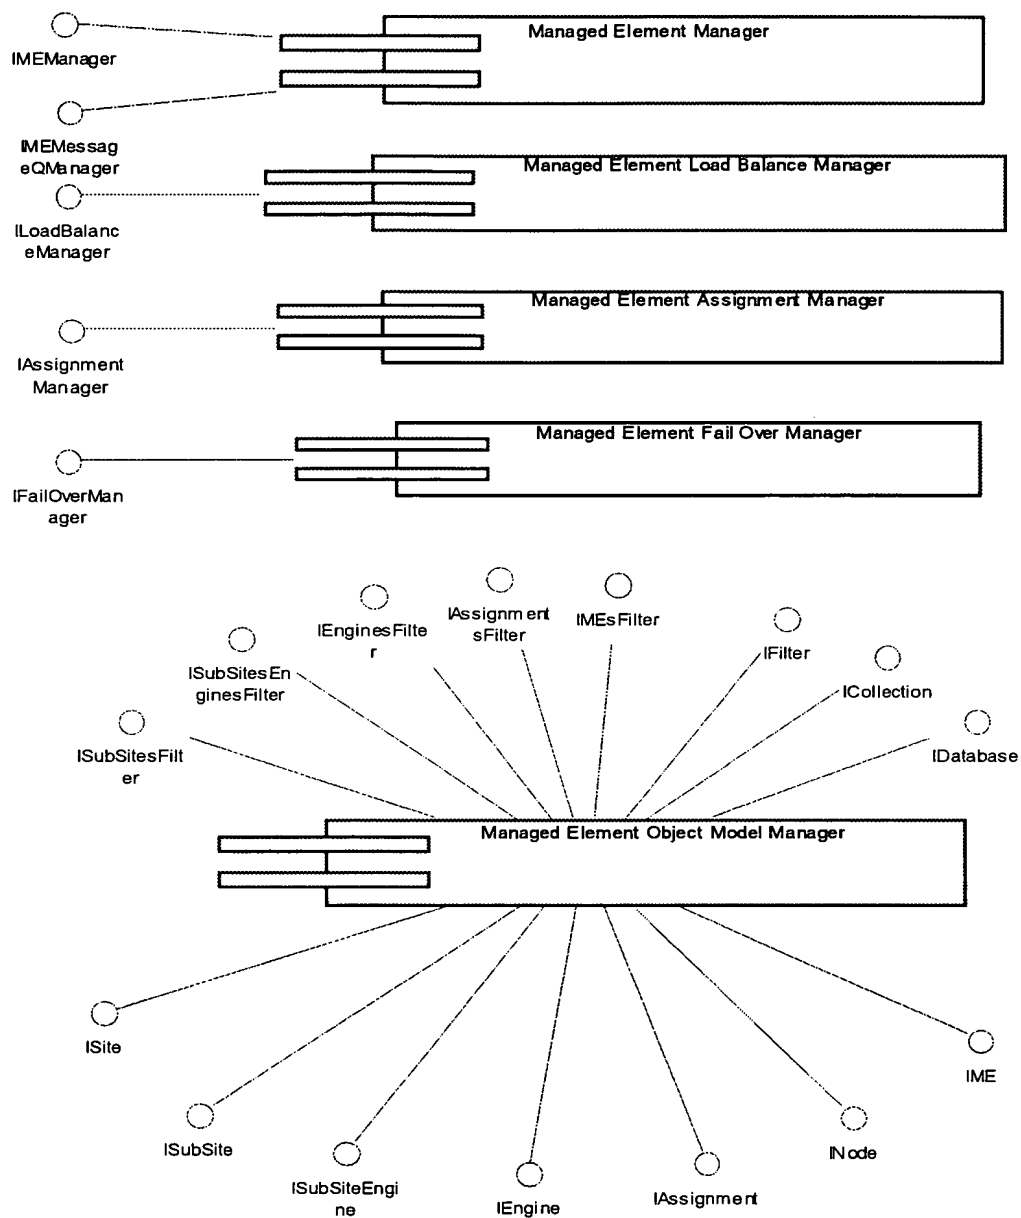 Managed Element Manager
IMEManager
IMEMessag
eQManager
Managed Element Load Balance Manager
ILoadBalanc
eManager
Managed Element Assignment Manager
IAssignment
Manager
Managed Element Fail Over Manager
IFailOverMan
ager
IAssignment
sFilter
IMEsFilter
IEnginesFilte
r
IFilter
ISubSitesEn
ginesFilter
ICollection
ISubSitesFilt
er
IDatabase
Managed Element Object Model Manager
ISite
IME
ISubSite
INode
ISubSiteEngi
ne
IEngine
IAssignment